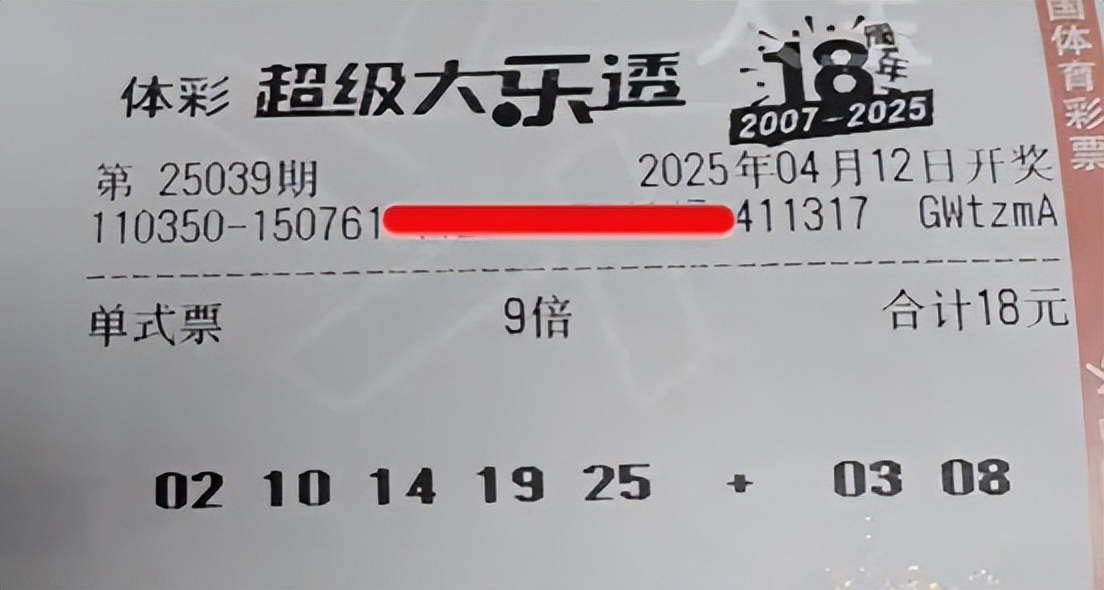 体彩 超级大乐透 18周年
2007-2025
第 25039期 2025年04月12日开奖
110350-150761 411317 GWtzmA
单式票 9倍 合计18元
02 10 14 19 25 + 03 08
国体育彩票